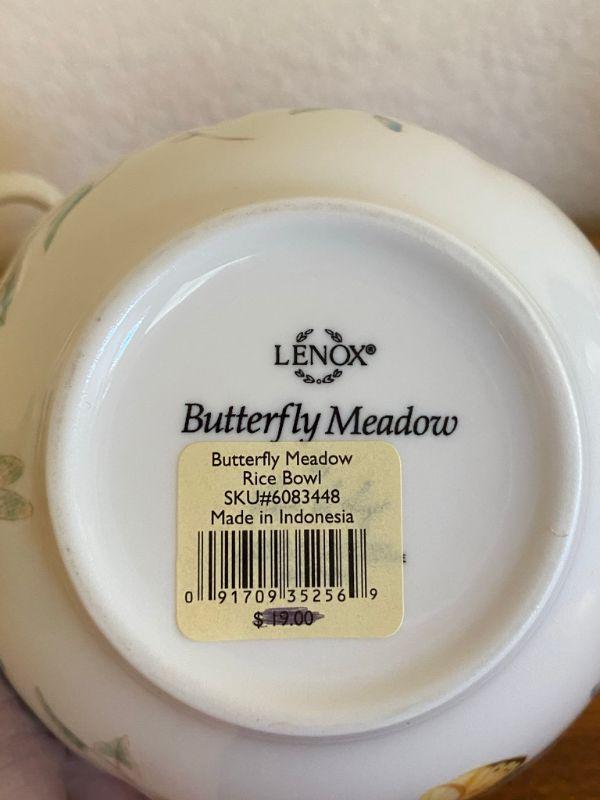 LENOX®
Butterfly Meadow
Butterfly Meadow
Rice Bowl
SKU#6083448
Made in Indonesia
0 91709 35256 9
$ 19.00